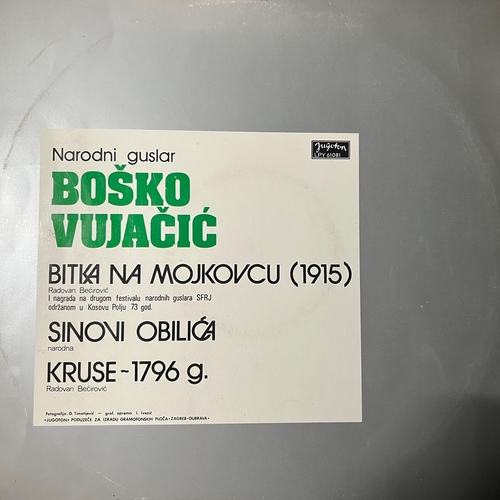 Jugoton
LPY-61081
Narodni guslar
BOŠKO
VUJAČIĆ
BITKA NA MOJKOVCU (1915)
Radovan Bećirović
I nagrada na drugom festivalu narodnih guslara SFRJ
održanom u Kosovu Polju 73 god.
SINOVI OBILIĆA
narodna
KRUSE-1796 g.
Radovan Bećirović
Fotografija: D. Timotijević — graf. oprema I. Ivezić
•JUGOTON• PODUZEĆE ZA IZRADU GRAMOFONSKIH PLOČA•ZAGREB-DUBRAVA•